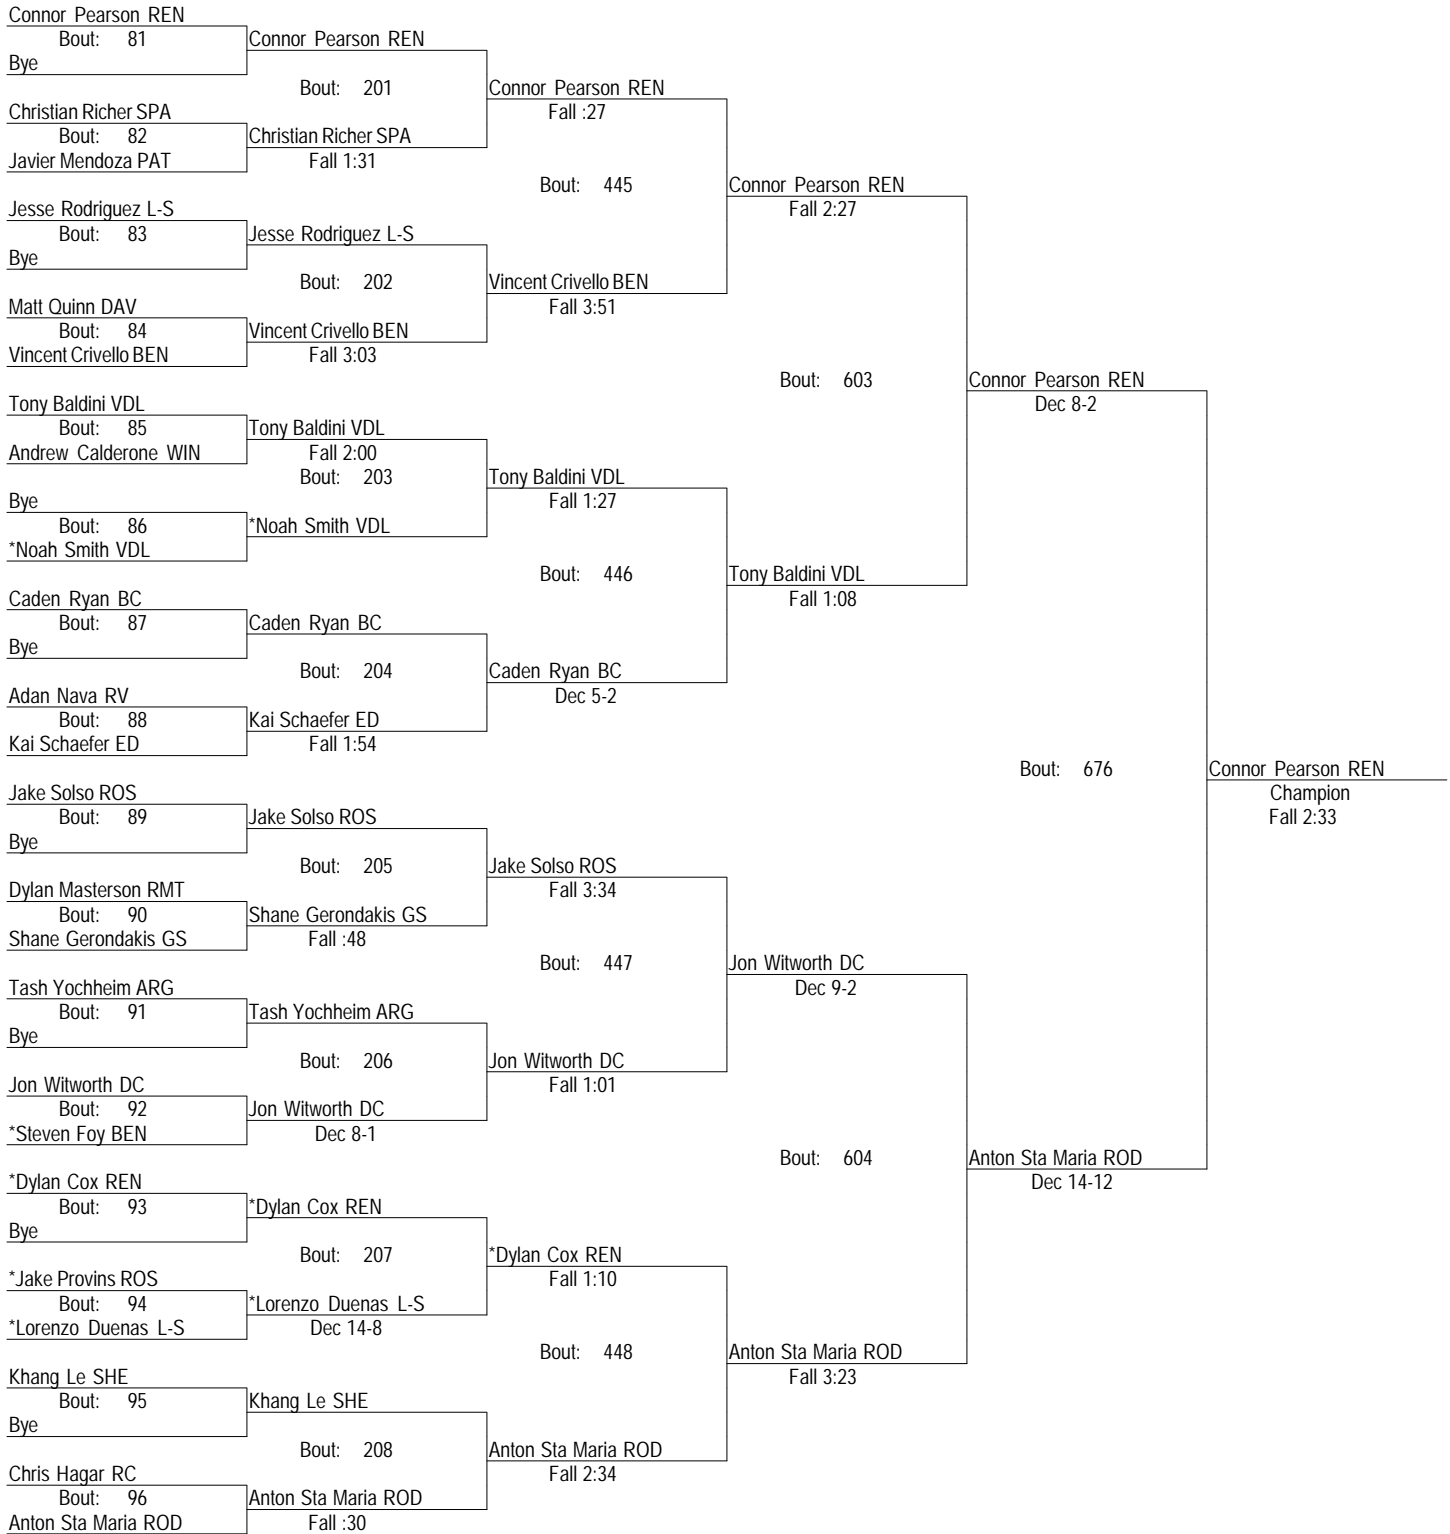 Connor Pearson REN
Bout: 81 Connor Pearson REN
Bye
Bout: 201 Connor Pearson REN
Christian Richer SPA Fall :27
Bout: 82 Christian Richer SPA
Javier Mendoza PAT Fall 1:31
Bout: 445 Connor Pearson REN
Jesse Rodriguez L-S Fall 2:27
Bout: 83 Jesse Rodriguez L-S
Bye
Bout: 202 Vincent Crivello BEN
Matt Quinn DAV Fall 3:51
Bout: 84 Vincent Crivello BEN
Vincent Crivello BEN Fall 3:03
Bout: 603 Connor Pearson REN
Tony Baldini VDL Dec 8-2
Bout: 85 Tony Baldini VDL
Andrew Calderone WIN Fall 2:00
Bout: 203 Tony Baldini VDL
Bye Fall 1:27
Bout: 86 *Noah Smith VDL
*Noah Smith VDL
Bout: 446 Tony Baldini VDL
Caden Ryan BC Fall 1:08
Bout: 87 Caden Ryan BC
Bye
Bout: 204 Caden Ryan BC
Adan Nava RV Dec 5-2
Bout: 88 Kai Schaefer ED
Kai Schaefer ED Fall 1:54
Bout: 676 Connor Pearson REN
Jake Solso ROS Champion
Bout: 89 Jake Solso ROS Fall 2:33
Bye
Bout: 205 Jake Solso ROS
Dylan Masterson RMT Fall 3:34
Bout: 90 Shane Gerondakis GS
Shane Gerondakis GS Fall :48
Bout: 447 Jon Witworth DC
Tash Yochheim ARG Dec 9-2
Bout: 91 Tash Yochheim ARG
Bye
Bout: 206 Jon Witworth DC
Jon Witworth DC Fall 1:01
Bout: 92 Jon Witworth DC
*Steven Foy BEN Dec 8-1
Bout: 604 Anton Sta Maria ROD
*Dylan Cox REN Dec 14-12
Bout: 93 *Dylan Cox REN
Bye
Bout: 207 *Dylan Cox REN
*Jake Provins ROS Fall 1:10
Bout: 94 *Lorenzo Duenas L-S
*Lorenzo Duenas L-S Dec 14-8
Bout: 448 Anton Sta Maria ROD
Khang Le SHE Fall 3:23
Bout: 95 Khang Le SHE
Bye
Bout: 208 Anton Sta Maria ROD
Chris Hagar RC Fall 2:34
Bout: 96 Anton Sta Maria ROD
Anton Sta Maria ROD Fall :30